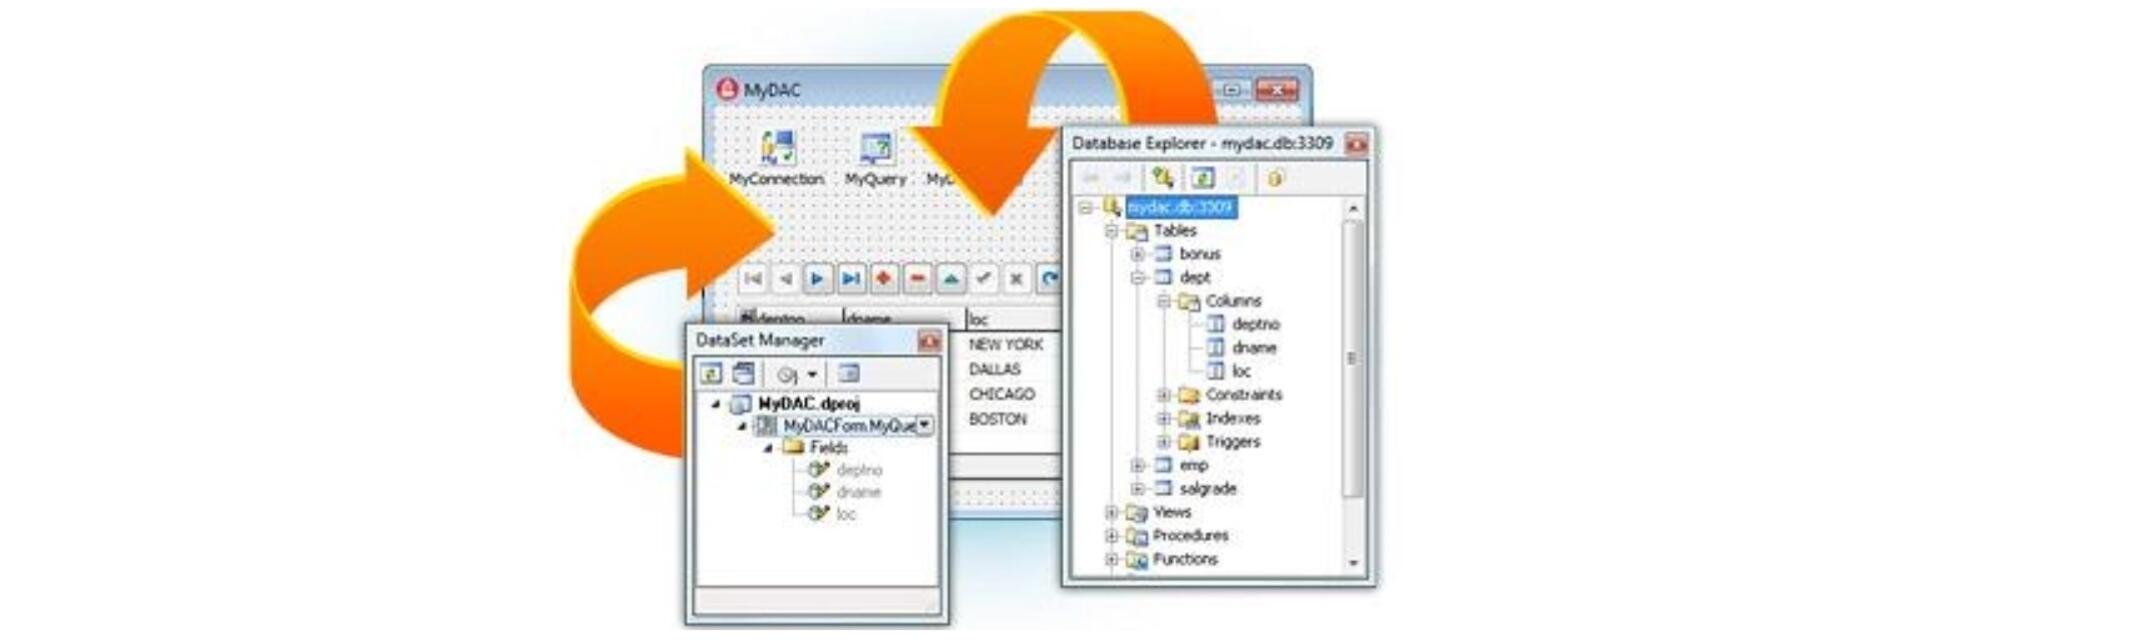 MyDAC
MyConnection
MyQuery
deptno
dname
loc
NEW YORK
DALLAS
CHICAGO
BOSTON
DataSet Manager
MyDAC.dproj
MyDACForm.MyQue
Fields
deptno
dname
loc
Database Explorer - mydac.db:3309
mydac.db:3309
Tables
bonus
dept
Columns
deptno
dname
loc
Constraints
Indexes
Triggers
emp
salgrade
Views
Procedures
Functions